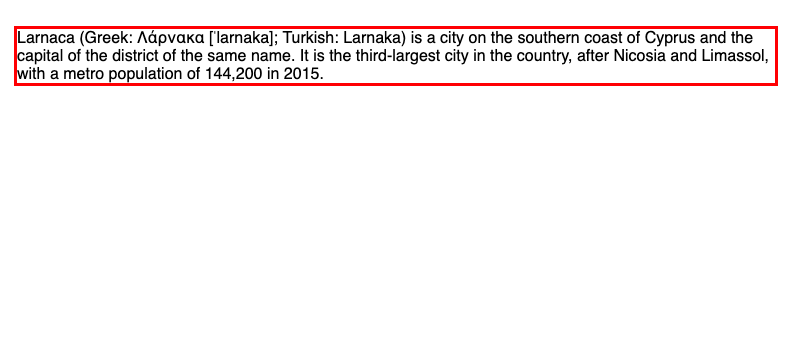 Larnaca (Greek: Λάρνακα [ˈlarnaka]; Turkish: Larnaka) is a city on the southern coast of Cyprus and the
capital of the district of the same name. It is the third-largest city in the country, after Nicosia and Limassol,
with a metro population of 144,200 in 2015.